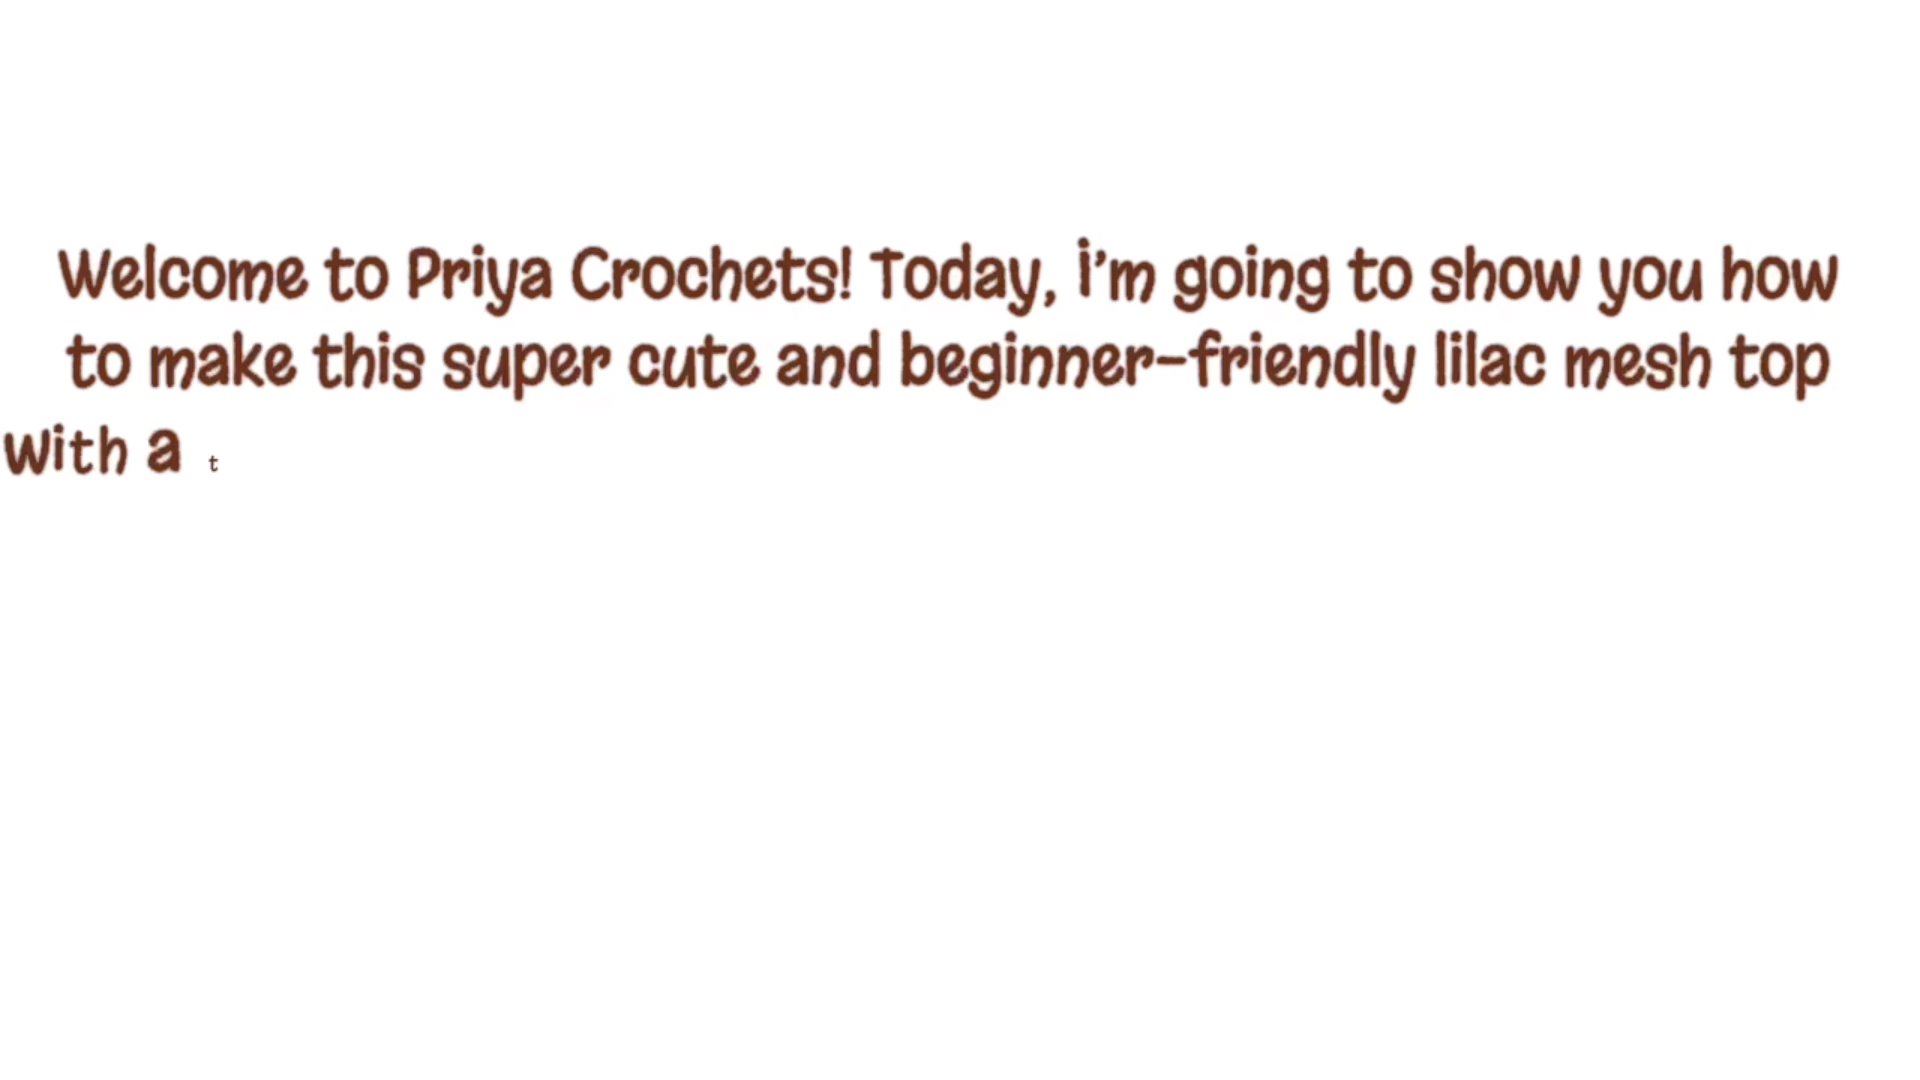 Welcome to Priya Crochets! Today, i'm going to show you how
to make this super cute and beginner-friendly lilac mesh top
with a t